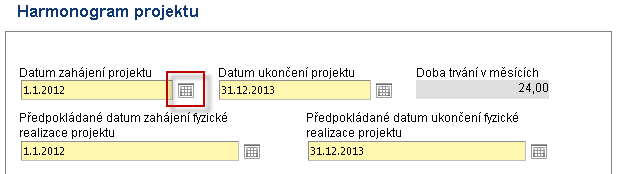 Harmonogram projektu
Datum zahájení projektu Datum ukončení projektu Doba trvání v měsících
1.1.2012 31.12.2013 24,00
Předpokládané datum zahájení fyzické realizace projektu
Předpokládané datum ukončení fyzické realizace projektu
1.1.2012 31.12.2013